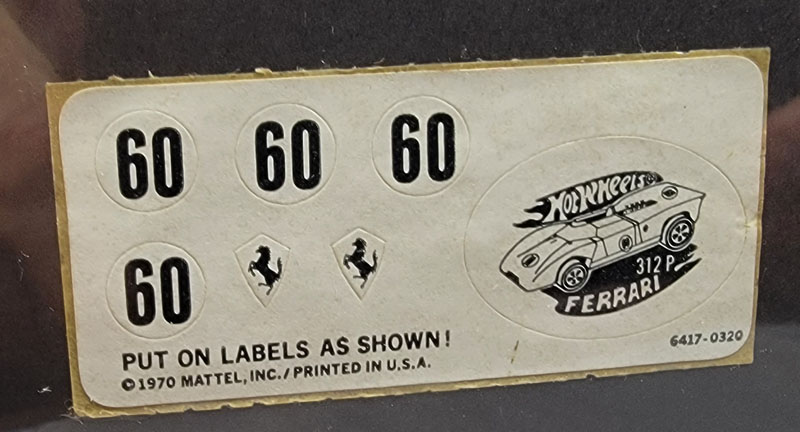 60 60 60
HOT WHEELS
60
312 P
FERRARI
PUT ON LABELS AS SHOWN!
6417-0320
©1970 MATTEL, INC./PRINTED IN U.S.A.